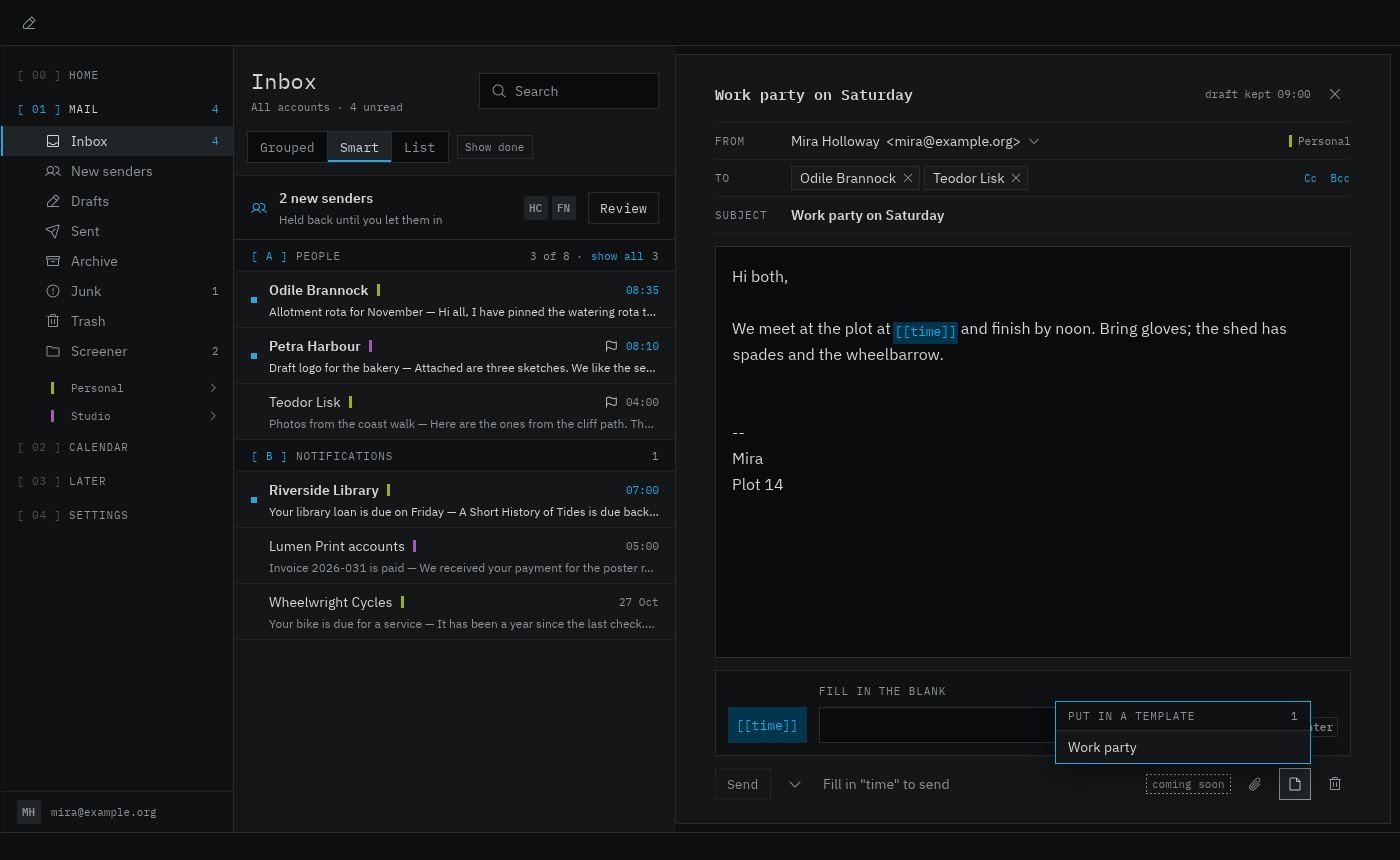 [ 00 ] HOME
[ 01 ] MAIL 4
Inbox 4
New senders
Drafts
Sent
Archive
Junk 1
Trash
Screener 2
Personal
Studio
[ 02 ] CALENDAR
[ 03 ] LATER
[ 04 ] SETTINGS
MH mira@example.org
Inbox
All accounts · 4 unread
Search
Grouped Smart List Show done
2 new senders
Held back until you let them in
HC FN Review
[ A ] PEOPLE 3 of 8 · show all 3
Odile Brannock 08:35
Allotment rota for November — Hi all, I have pinned the watering rota t…
Petra Harbour 08:10
Draft logo for the bakery — Attached are three sketches. We like the se…
Teodor Lisk 04:00
Photos from the coast walk — Here are the ones from the cliff path. Th…
[ B ] NOTIFICATIONS 1
Riverside Library 07:00
Your library loan is due on Friday — A Short History of Tides is due back…
Lumen Print accounts 05:00
Invoice 2026-031 is paid — We received your payment for the poster r…
Wheelwright Cycles 27 Oct
Your bike is due for a service — It has been a year since the last check.…
Work party on Saturday draft kept 09:00
FROM Mira Holloway <mira@example.org> Personal
TO Odile Brannock Teodor Lisk Cc Bcc
SUBJECT Work party on Saturday
Hi both,
We meet at the plot at [[time]] and finish by noon. Bring gloves; the shed has
spades and the wheelbarrow.
--
Mira
Plot 14
FILL IN THE BLANK
[[time]]
PUT IN A TEMPLATE 1
Work party
Send Fill in "time" to send coming soon